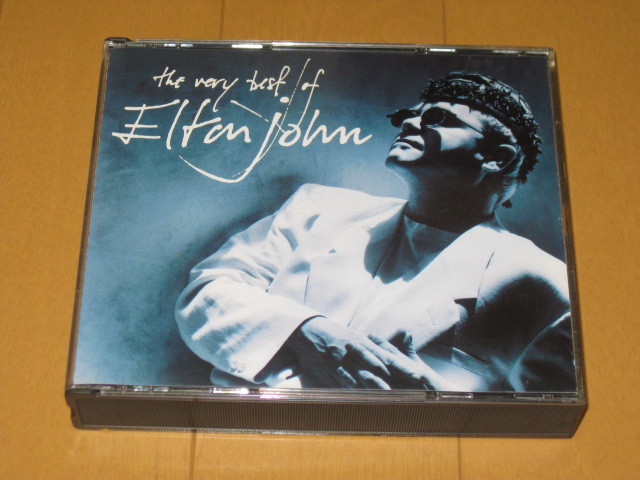 the very best of
Elton John